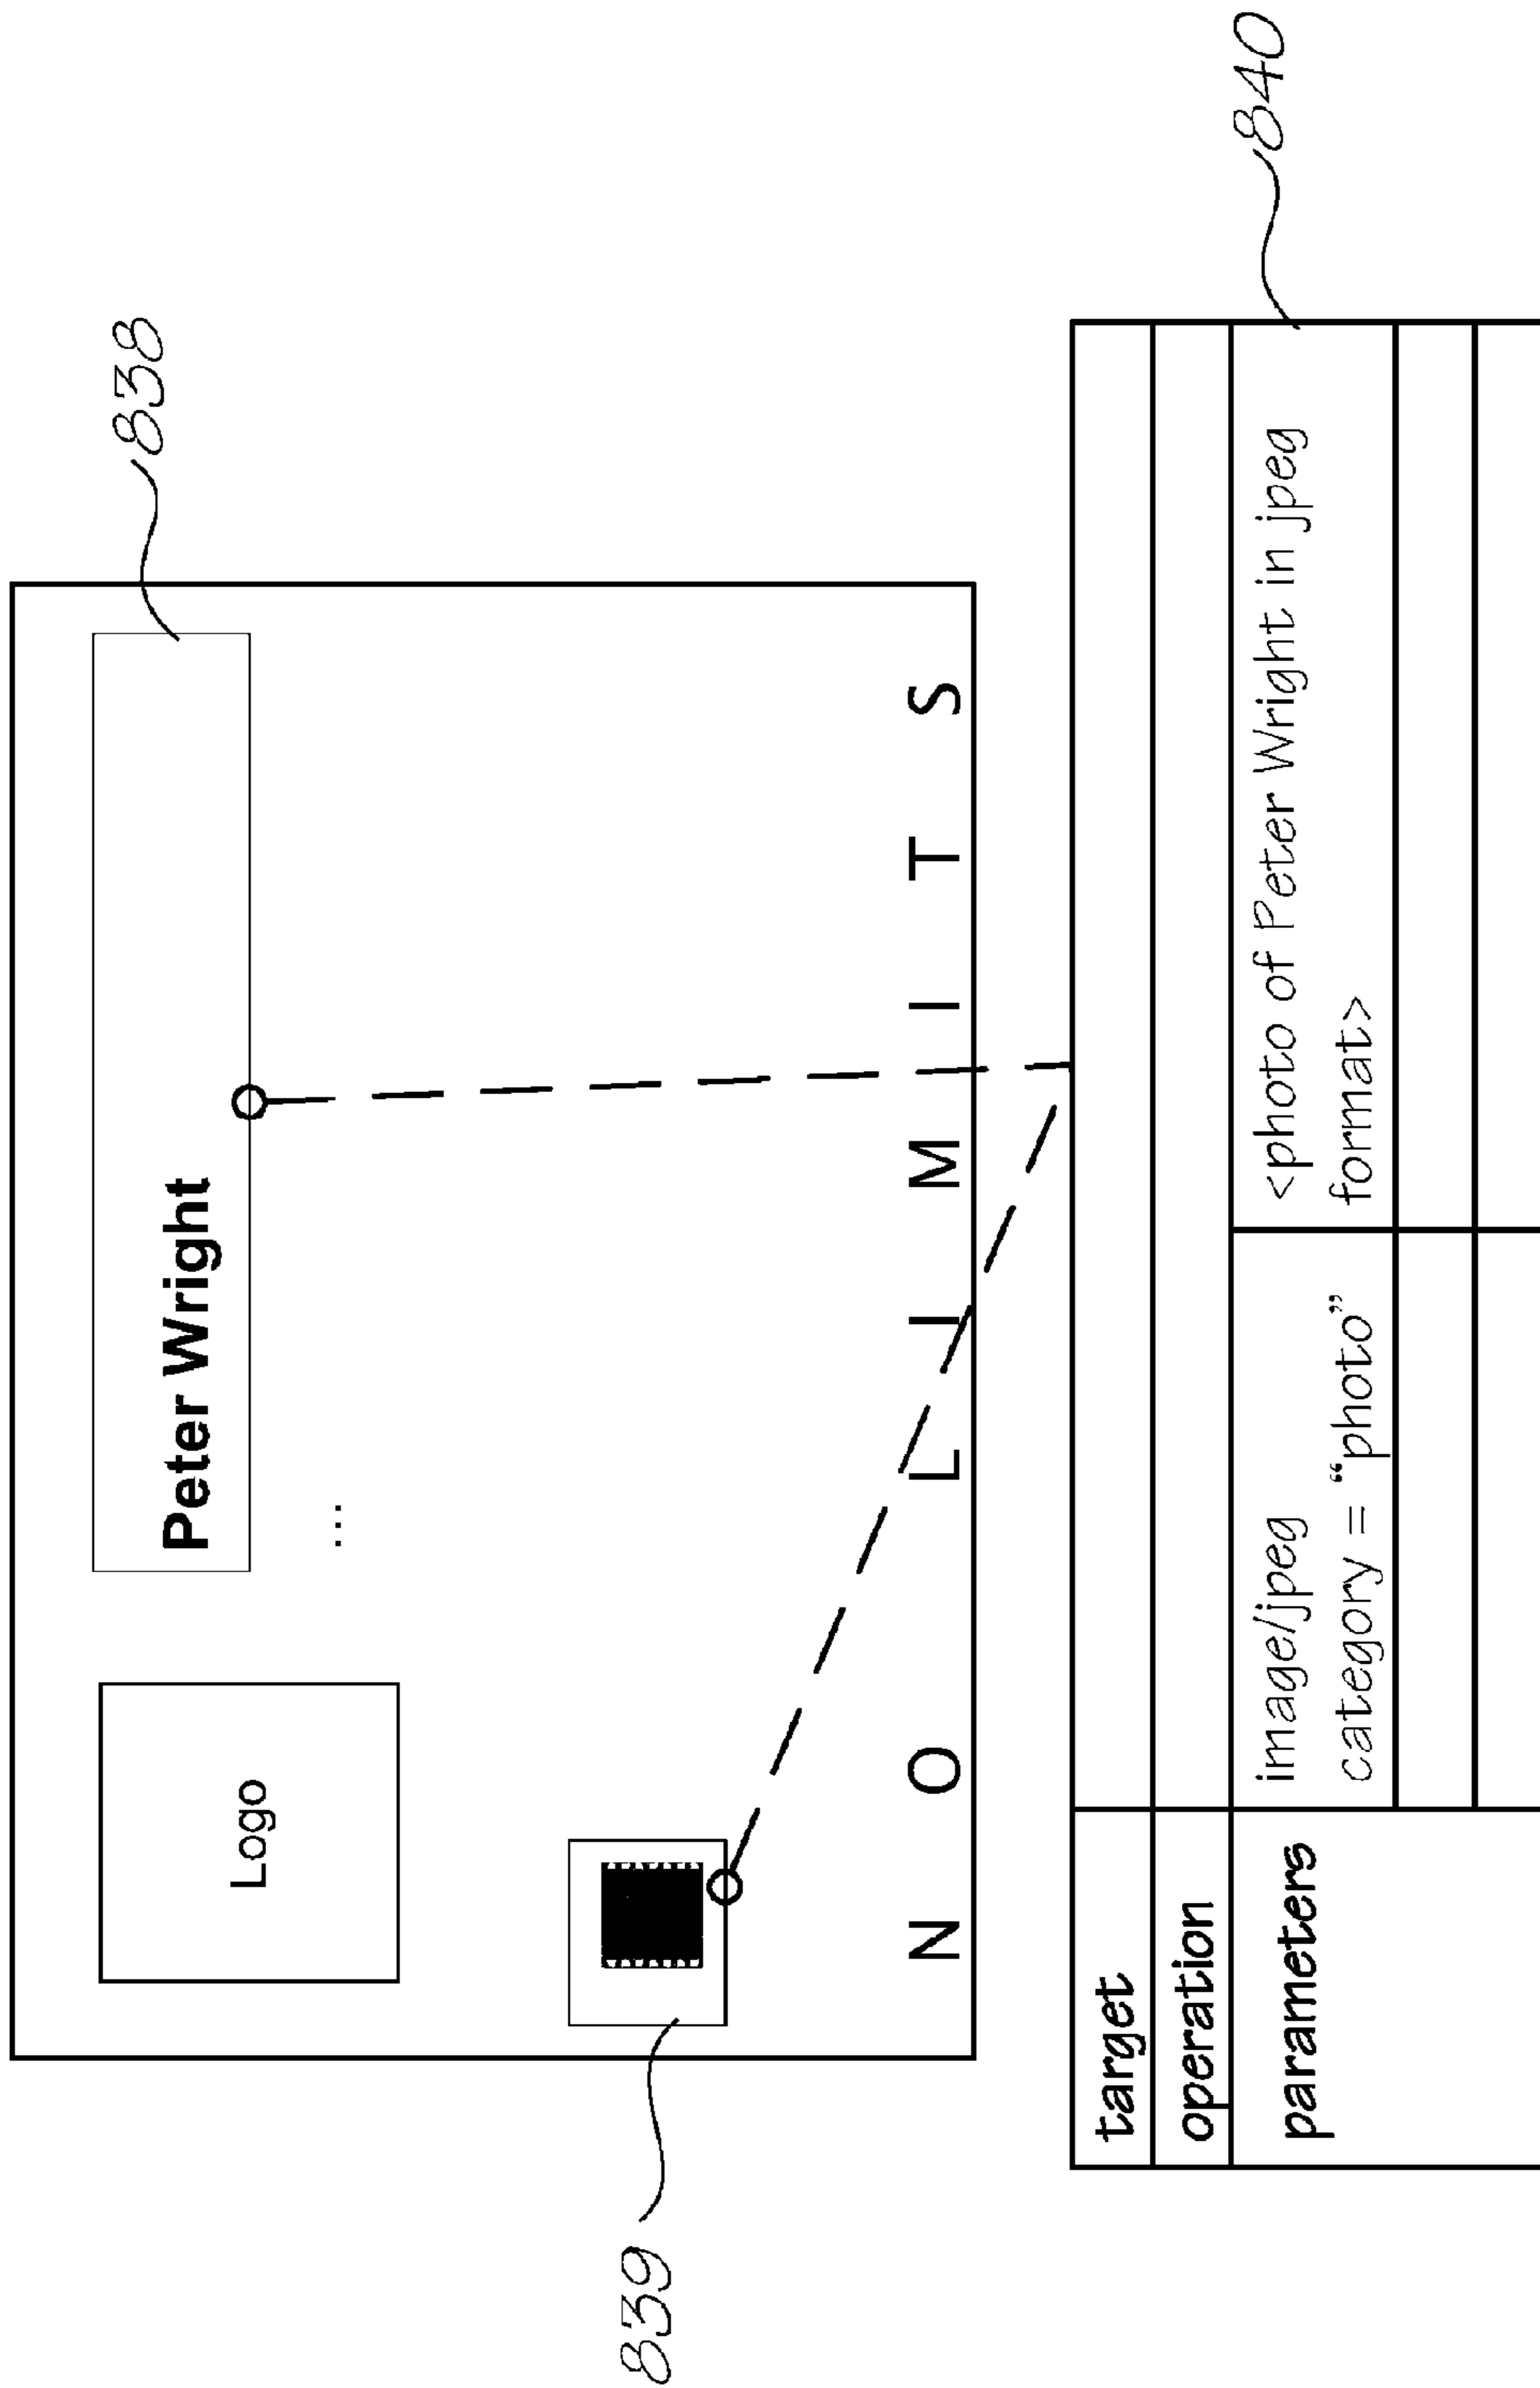 838
Peter Wright
Logo
...
839
N O L I M I T S
target
operation
840
parameters
image/jpeg
category = “photo”
<photo of Peter Wright in jpeg
format>